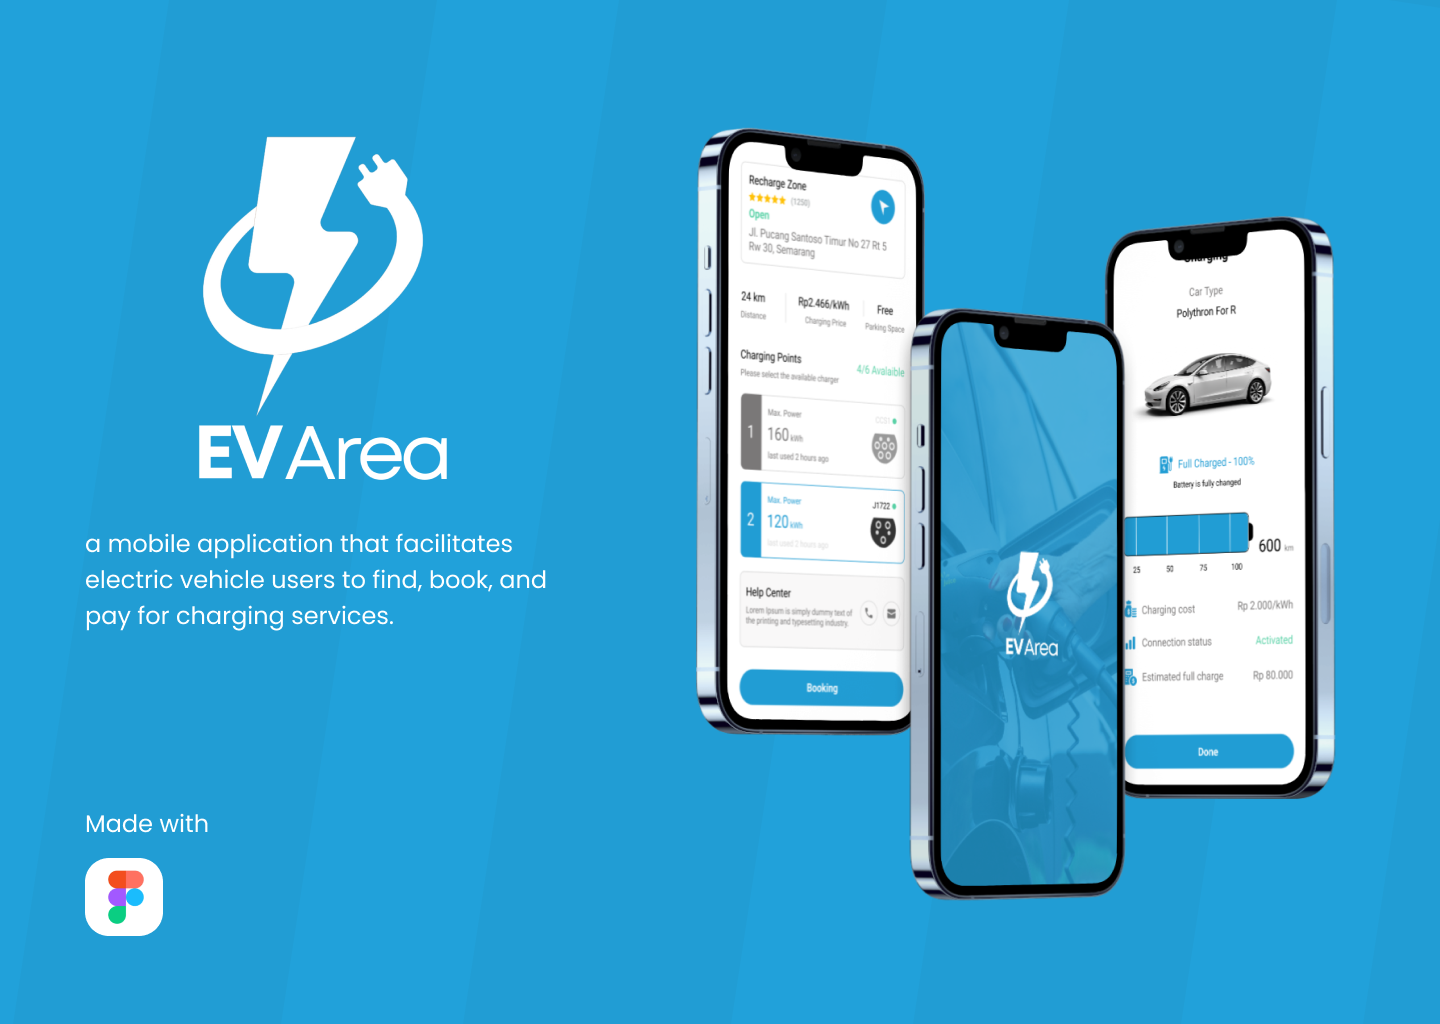 EV Area
a mobile application that facilitates
electric vehicle users to find, book, and
pay for charging services.
Made with
Recharge Zone
(1250)
Open
Jl. Pucang Santoso Timur No 27 Rt 5
Rw 30, Semarang
24 km
Distance
Rp2.466/kWh
Charging Price
Free
Parking Space
Charging Points
Please select the available charger
4/6 Avalaible
1
Max. Power
160 kWh
last used 2 hours ago
CCS1
2
Max. Power
120 kWh
last used 2 hours ago
J1722
Help Center
Lorem Ipsum is simply dummy text of
the printing and typesetting industry.
Booking
EV Area
Charging
Car Type
Polythron For R
Full Charged - 100%
Battery is fully changed
600 km
25 50 75 100
Charging cost Rp 2.000/kWh
Connection status Activated
Estimated full charge Rp 80.000
Done